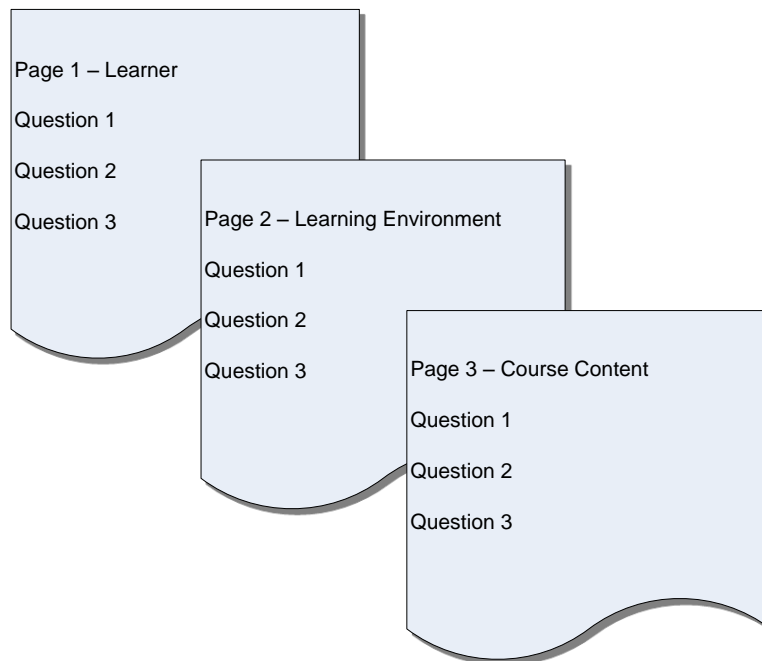 Page 1 – Learner
Question 1
Question 2
Question 3
Page 2 – Learning Environment
Question 1
Question 2
Question 3
Page 3 – Course Content
Question 1
Question 2
Question 3